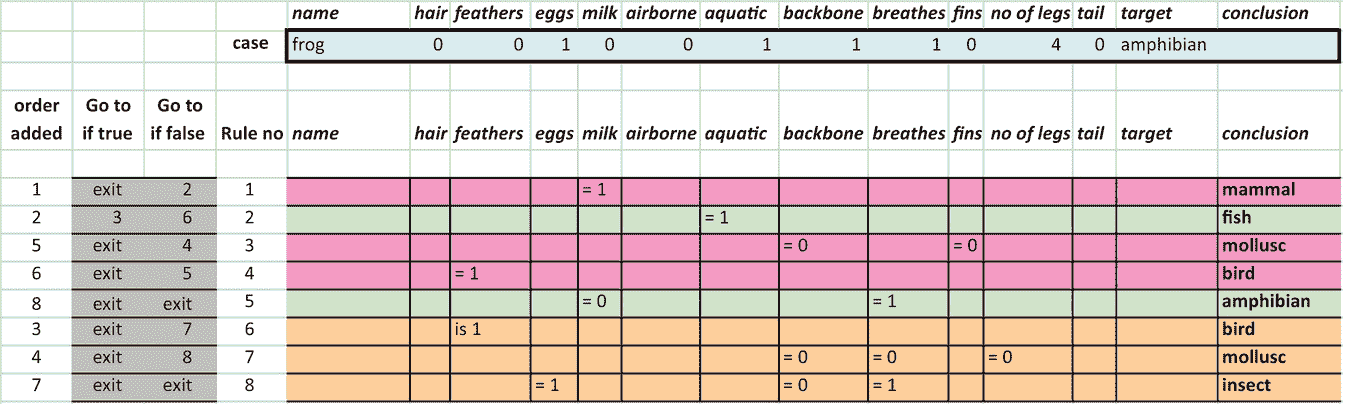 name hair feathers eggs milk airborne aquatic backbone breathes fins no of legs tail target conclusion
case frog 0 0 1 0 0 1 1 1 0 4 0 amphibian
order added Go to if true Go to if false Rule no name hair feathers eggs milk airborne aquatic backbone breathes fins no of legs tail target conclusion
1 exit 2 1 = 1 mammal
2 3 6 2 = 1 fish
5 exit 4 3 = 0 = 0 mollusc
6 exit 5 4 = 1 bird
8 exit exit 5 = 0 = 1 amphibian
3 exit 7 6 is 1 bird
4 exit 8 7 = 0 = 0 = 0 mollusc
7 exit exit 8 = 1 = 0 = 1 insect